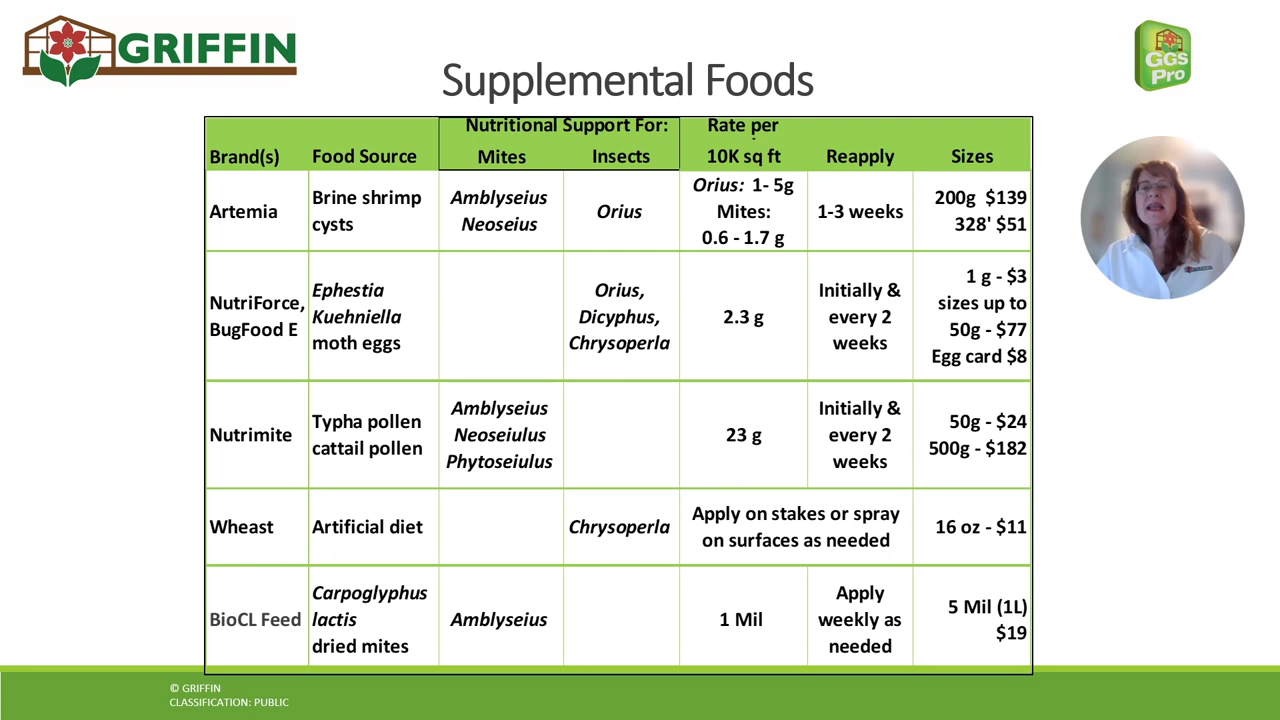 GRIFFIN
GGS
Pro
Supplemental Foods
Nutritional Support For: Rate per
Brand(s) Food Source Mites Insects 10K sq ft Reapply Sizes
Artemia
Brine shrimp
cysts
Amblyseius
Neoseius
Orius
Orius: 1- 5g
Mites:
0.6 - 1.7 g
1-3 weeks
200g $139
328' $51
NutriForce,
BugFood E
Ephestia
Kuehniella
moth eggs
Orius,
Dicyphus,
Chrysoperla
2.3 g
Initially &
every 2
weeks
1 g - $3
sizes up to
50g - $77
Egg card $8
Nutrimite
Typha pollen
cattail pollen
Amblyseius
Neoseiulus
Phytoseiulus
23 g
Initially &
every 2
weeks
50g - $24
500g - $182
Wheast
Artificial diet
Chrysoperla
Apply on stakes or spray
on surfaces as needed
16 oz - $11
BioCL Feed
Carpoglyphus
lactis
dried mites
Amblyseius
1 Mil
Apply
weekly as
needed
5 Mil (1L)
$19
© GRIFFIN
CLASSIFICATION: PUBLIC